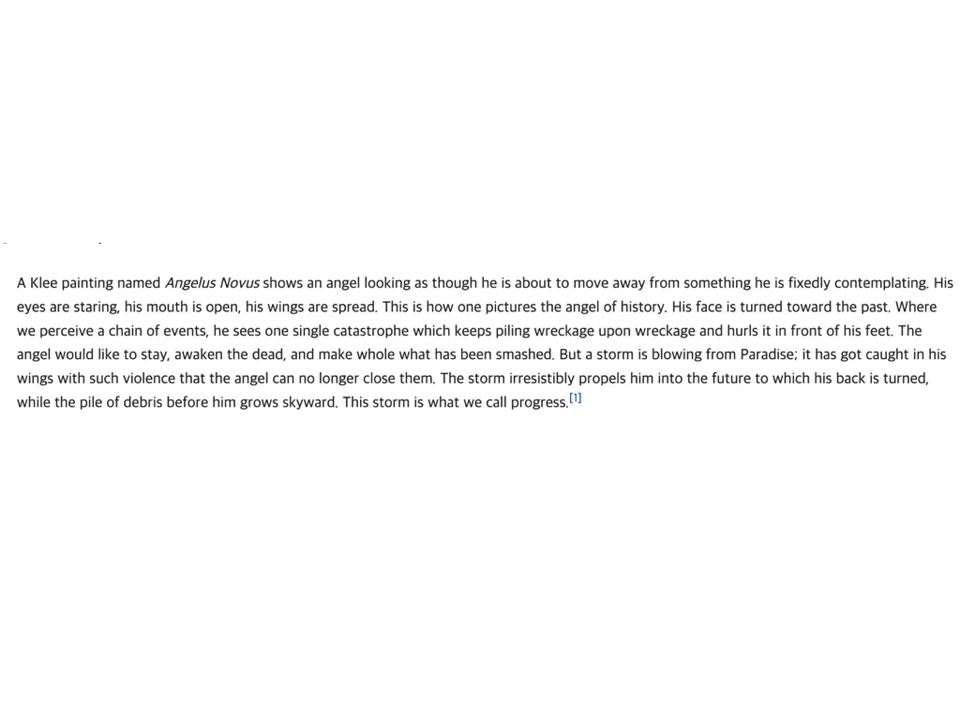 A Klee painting named Angelus Novus shows an angel looking as though he is about to move away from something he is fixedly contemplating. His
eyes are staring, his mouth is open, his wings are spread. This is how one pictures the angel of history. His face is turned toward the past. Where
we perceive a chain of events, he sees one single catastrophe which keeps piling wreckage upon wreckage and hurls it in front of his feet. The
angel would like to stay, awaken the dead, and make whole what has been smashed. But a storm is blowing from Paradise; it has got caught in his
wings with such violence that the angel can no longer close them. The storm irresistibly propels him into the future to which his back is turned,
while the pile of debris before him grows skyward. This storm is what we call progress.[1]